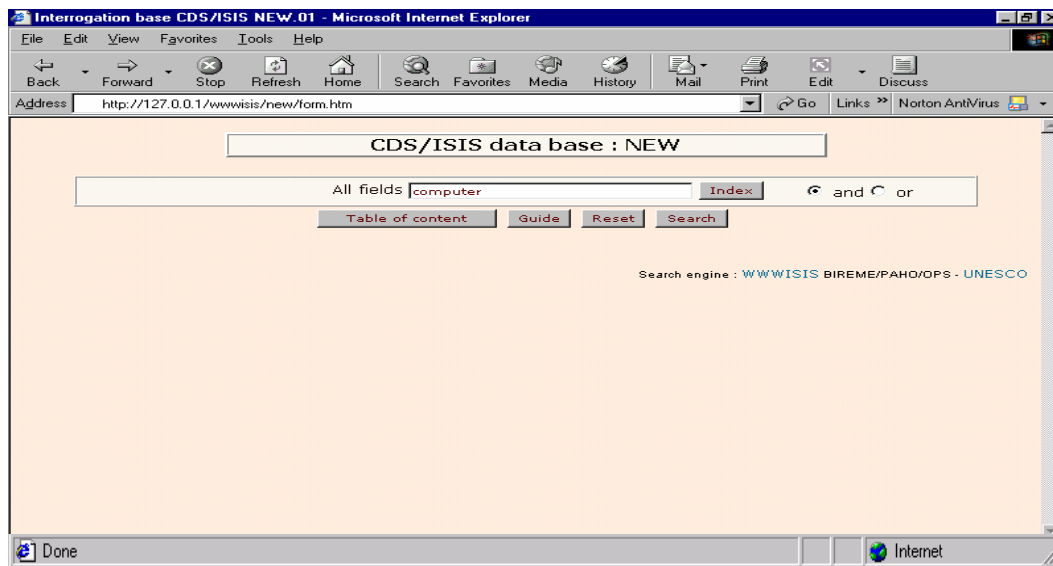 Interrogation base CDS/ISIS NEW.01 - Microsoft Internet Explorer
File Edit View Favorites Tools Help
Back Forward Stop Refresh Home Search Favorites Media History Mail Print Edit Discuss
Address http://127.0.0.1/wwwisis/new/form.htm Go Links » Norton AntiVirus
CDS/ISIS data base : NEW
All fields computer Index and or
Table of content Guide Reset Search
Search engine : WWWISIS BIREME/PAHO/OPS - UNESCO
Done Internet